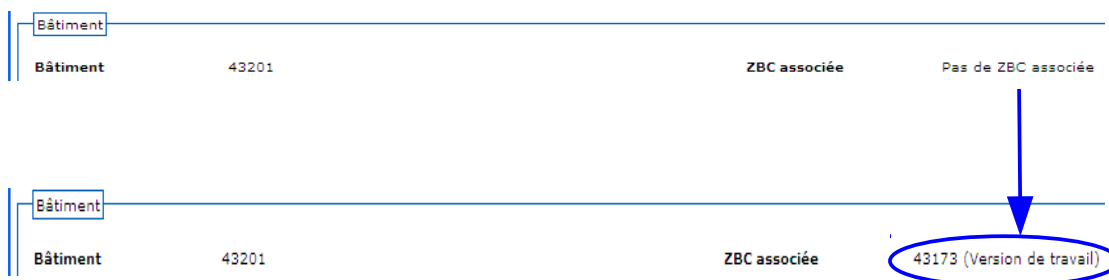 Bâtiment
Bâtiment 43201 ZBC associée Pas de ZBC associée
Bâtiment
Bâtiment 43201 ZBC associée 43173 (Version de travail)